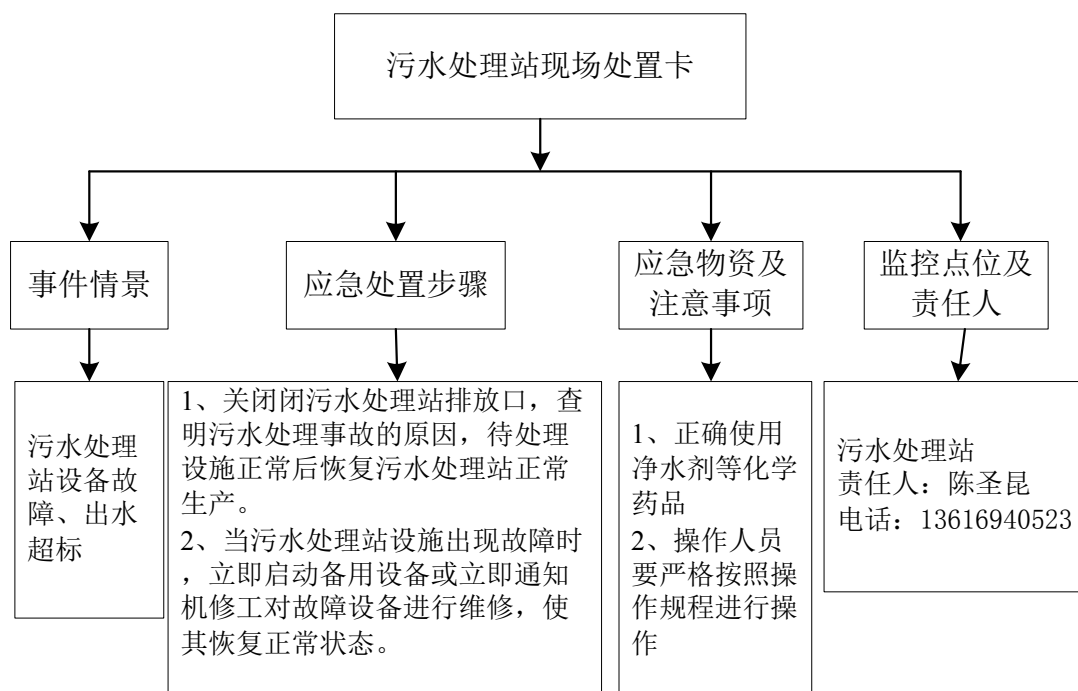 污水处理站现场处置卡
事件情景
应急处置步骤
应急物资及
注意事项
监控点位及
责任人
污水处理
站设备故
障、出水
超标
1、关闭闭污水处理站排放口，查
明污水处理事故的原因，待处理
设施正常后恢复污水处理站正常
生产。
2、当污水处理站设施出现故障时
，立即启动备用设备或立即通知
机修工对故障设备进行维修，使
其恢复正常状态。
1、正确使用
净水剂等化学
药品
2、操作人员
要严格按照操
作规程进行操
作
污水处理站
责任人：陈圣昆
电话：13616940523